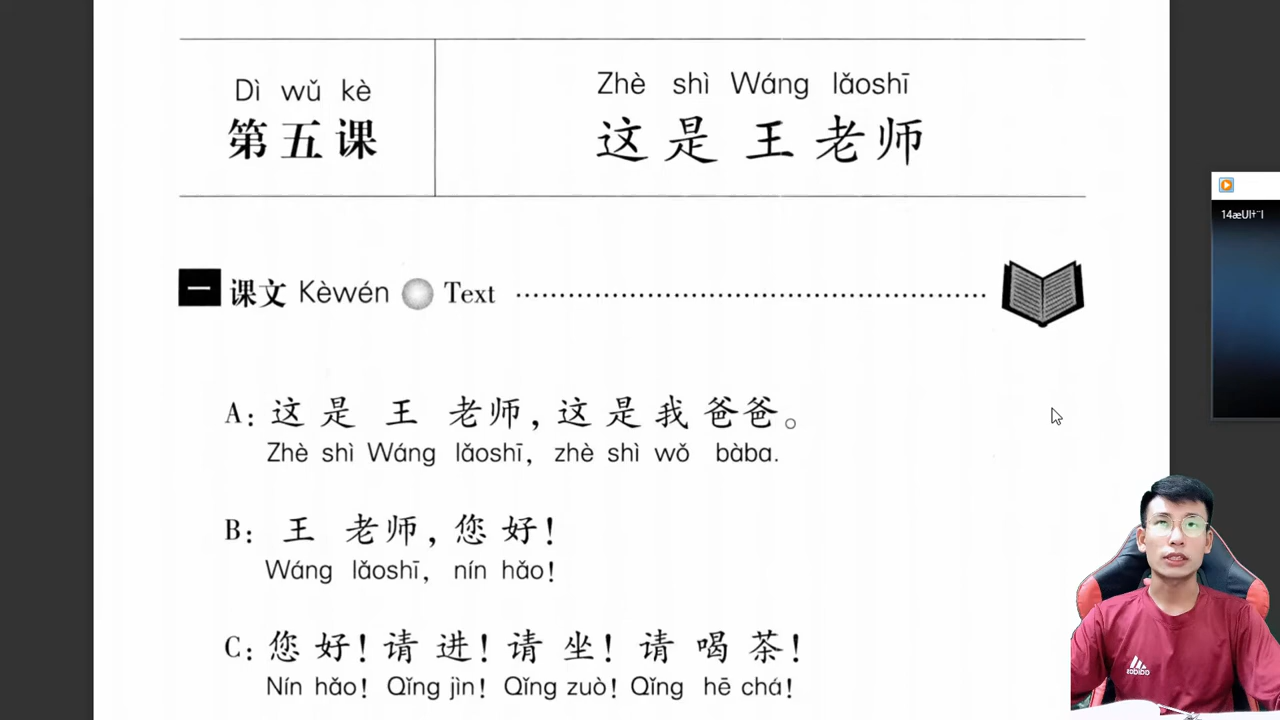 Dì wǔ kè
第五课
Zhè shì Wáng lǎoshī
这是王老师
一 课文 Kèwén Text
A: 这是王老师,这是我爸爸。
Zhè shì Wáng lǎoshī, zhè shì wǒ bàba.
B: 王老师,您好!
Wáng lǎoshī, nín hǎo!
C: 您好!请进!请坐!请喝茶!
Nín hǎo! Qǐng jìn! Qǐng zuò! Qǐng hē chá!